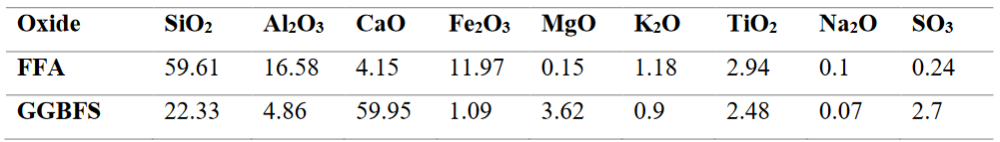 Oxide SiO₂ Al₂O₃ CaO Fe₂O₃ MgO K₂O TiO₂ Na₂O SO₃
FFA 59.61 16.58 4.15 11.97 0.15 1.18 2.94 0.1 0.24
GGBFS 22.33 4.86 59.95 1.09 3.62 0.9 2.48 0.07 2.7